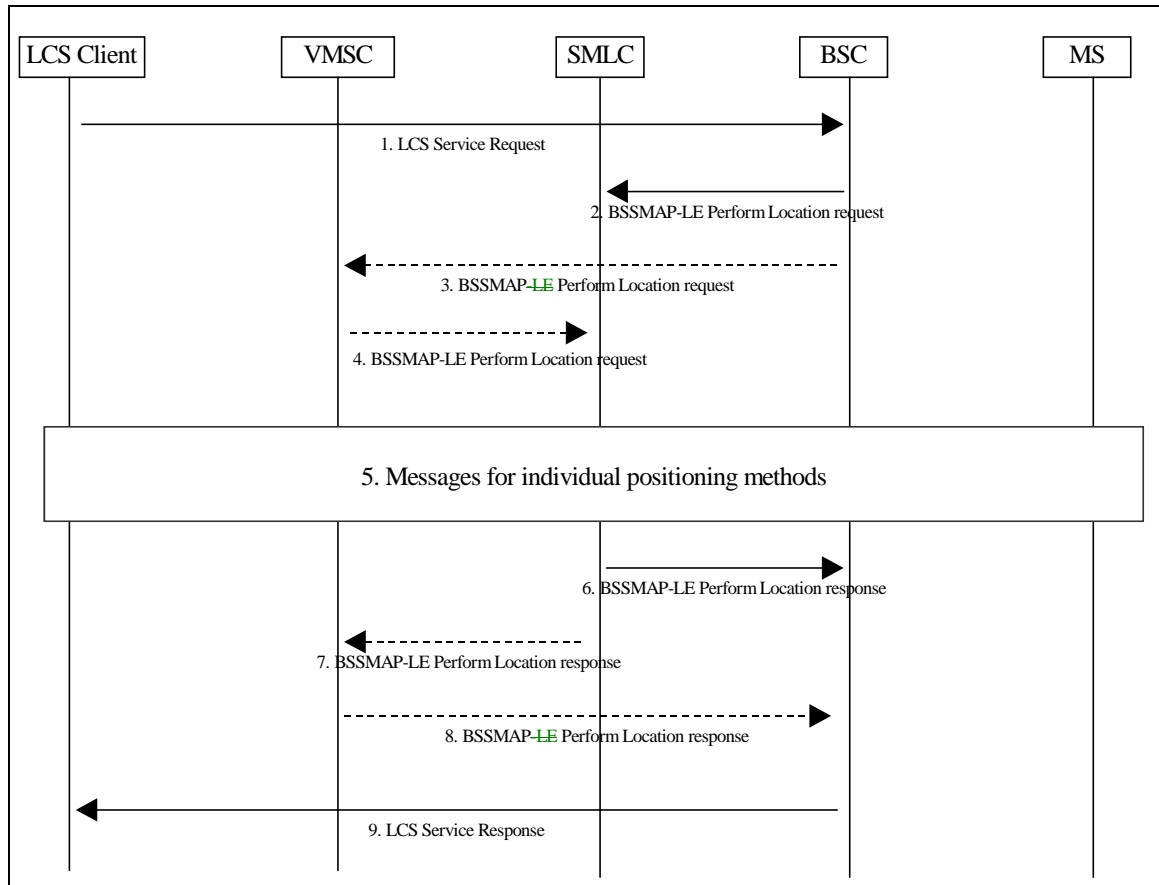 LCS Client
VMSC
SMLC
BSC
MS
1. LCS Service Request
2. BSSMAP-LE Perform Location request
3. BSSMAP-LE Perform Location request
4. BSSMAP-LE Perform Location request
5. Messages for individual positioning methods
6. BSSMAP-LE Perform Location response
7. BSSMAP-LE Perform Location response
8. BSSMAP-LE Perform Location response
9. LCS Service Response